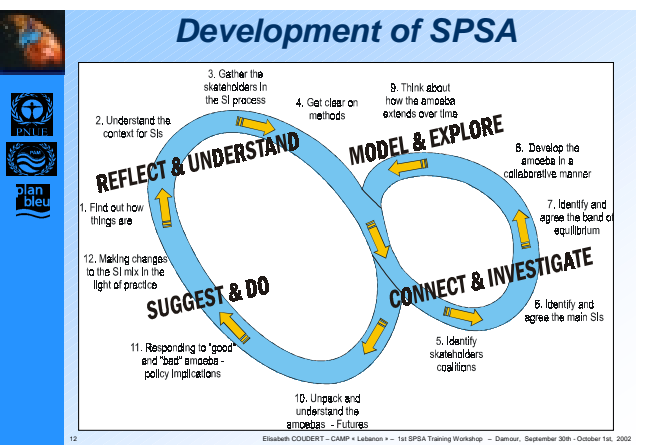 Development of SPSA
PNUE
PAM
plan
bleu
3. Gather the
stakeholders in
the SI process
4. Get clear on
methods
9. Think about
how the amoeba
extends over time
2. Understand the
context for SIs
REFLECT & UNDERSTAND
MODEL & EXPLORE
8. Develop the
amoeba in a
collaborative manner
1. Find out how
things are
7. Identify and
agree the band of
equilibrium
12. Making changes
to the SI mix in the
light of practice
SUGGEST & DO
CONNECT & INVESTIGATE
6. Identify and
agree the main SIs
11. Responding to "good"
and "bad" amoeba -
policy implications
5. Identify
stakeholders
coalitions
10. Unpack and
understand the
amoebas - Futures
12
Elisabeth COUDERT – CAMP « Lebanon » – 1st SPSA Training Workshop – Damour, September 30th - October 1st, 2002